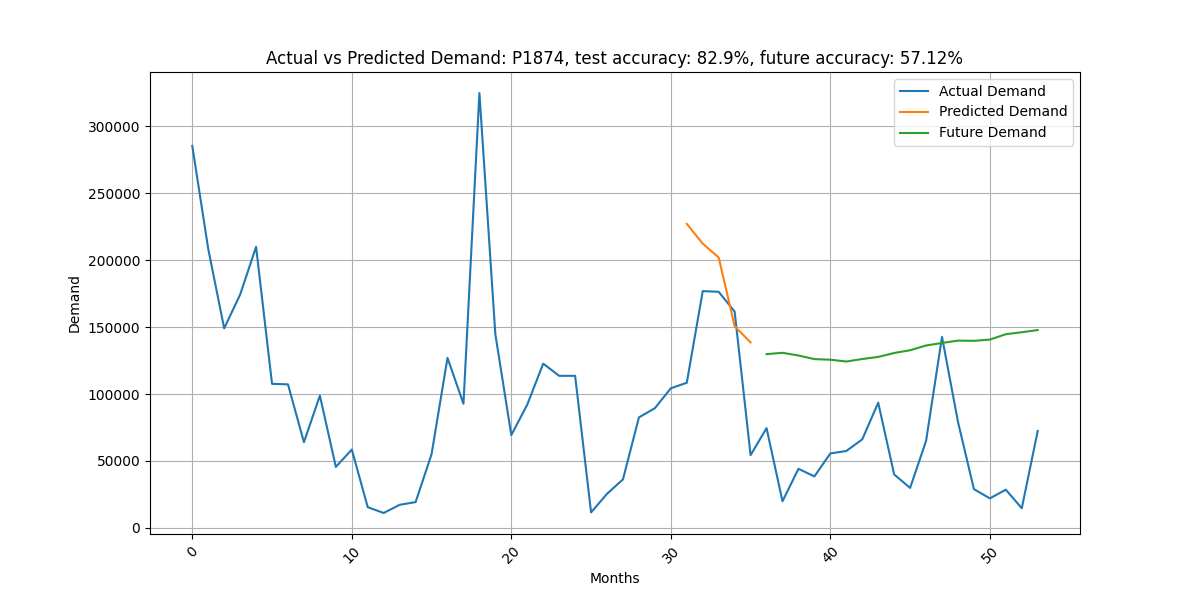 Actual vs Predicted Demand: P1874, test accuracy: 82.9%, future accuracy: 57.12%
Actual Demand
Predicted Demand
Future Demand
300000
250000
200000
150000
100000
50000
0
Demand
0 10 20 30 40 50
Months